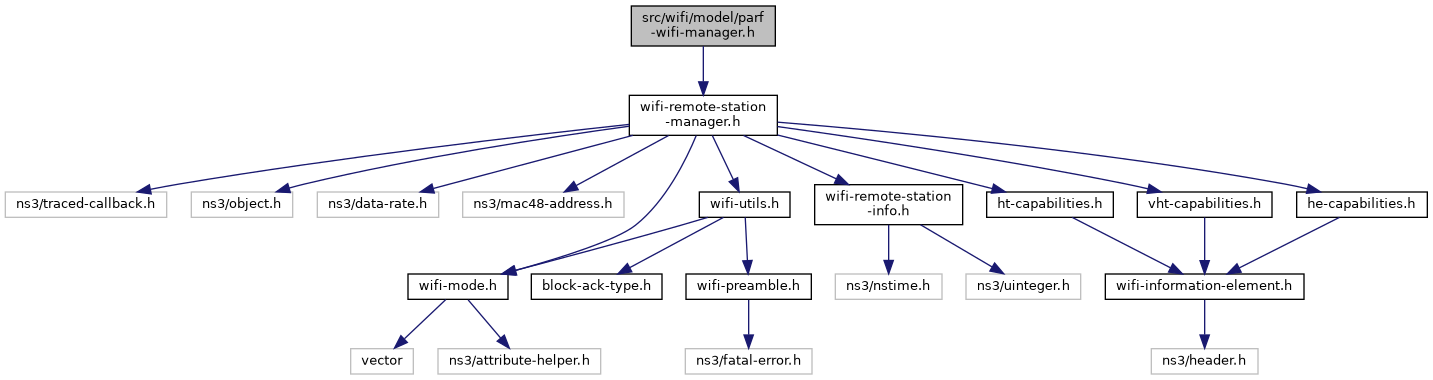 src/wifi/model/parf
-wifi-manager.h
wifi-remote-station
-manager.h
ns3/traced-callback.h
ns3/object.h
ns3/data-rate.h
ns3/mac48-address.h
wifi-utils.h
wifi-remote-station
-info.h
ht-capabilities.h
vht-capabilities.h
he-capabilities.h
wifi-mode.h
block-ack-type.h
wifi-preamble.h
ns3/nstime.h
ns3/uinteger.h
wifi-information-element.h
vector
ns3/attribute-helper.h
ns3/fatal-error.h
ns3/header.h